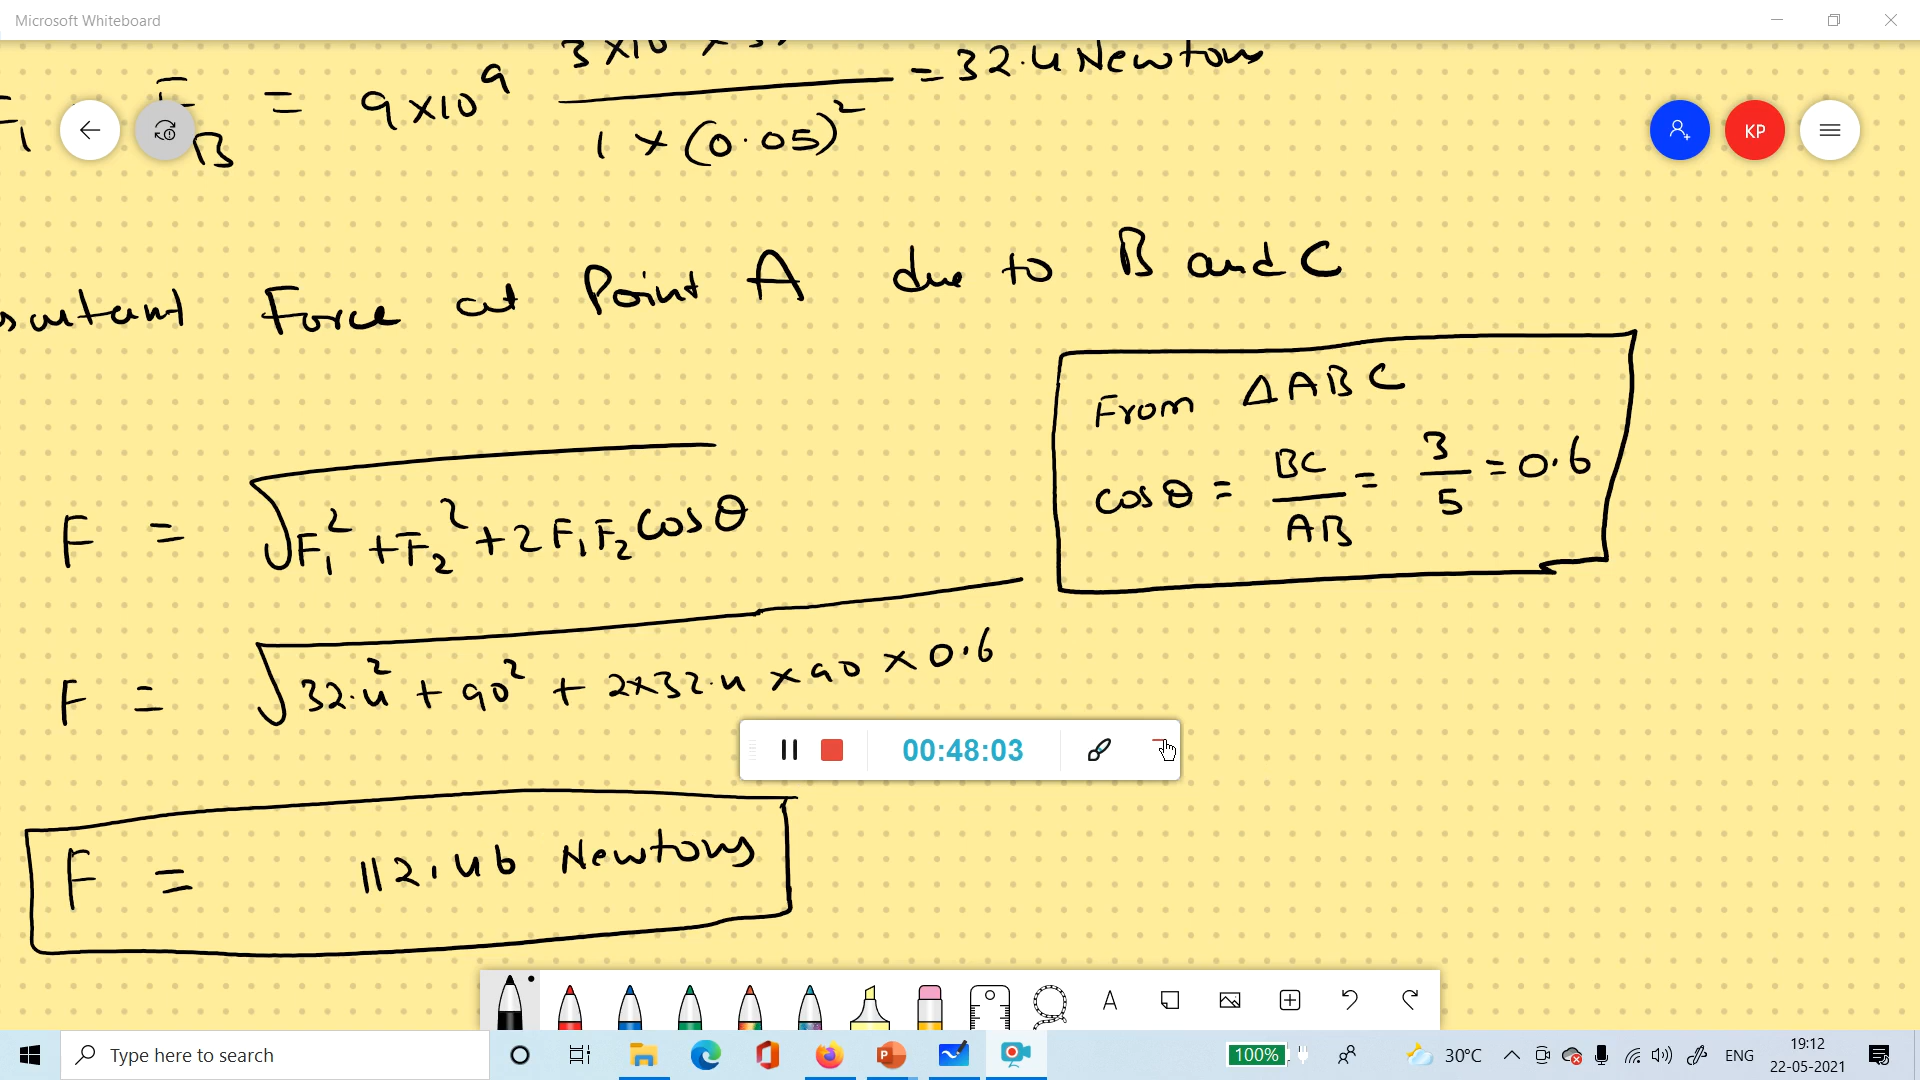 Microsoft Whiteboard
= 9×10⁹ = 32.4 Newtons
1 × (0.05)²
B
KP
Force at Point A due to B and C
From ΔABC
cosθ = BC/AB = 3/5 = 0.6
F = √F₁² + F₂² + 2F₁F₂ cosθ
F = √32.4² + 90² + 2×32.4 × 90 × 0.6
00:48:03
F = 112.46 Newtons
Type here to search
100%
30°C
ENG
19:12
22-05-2021